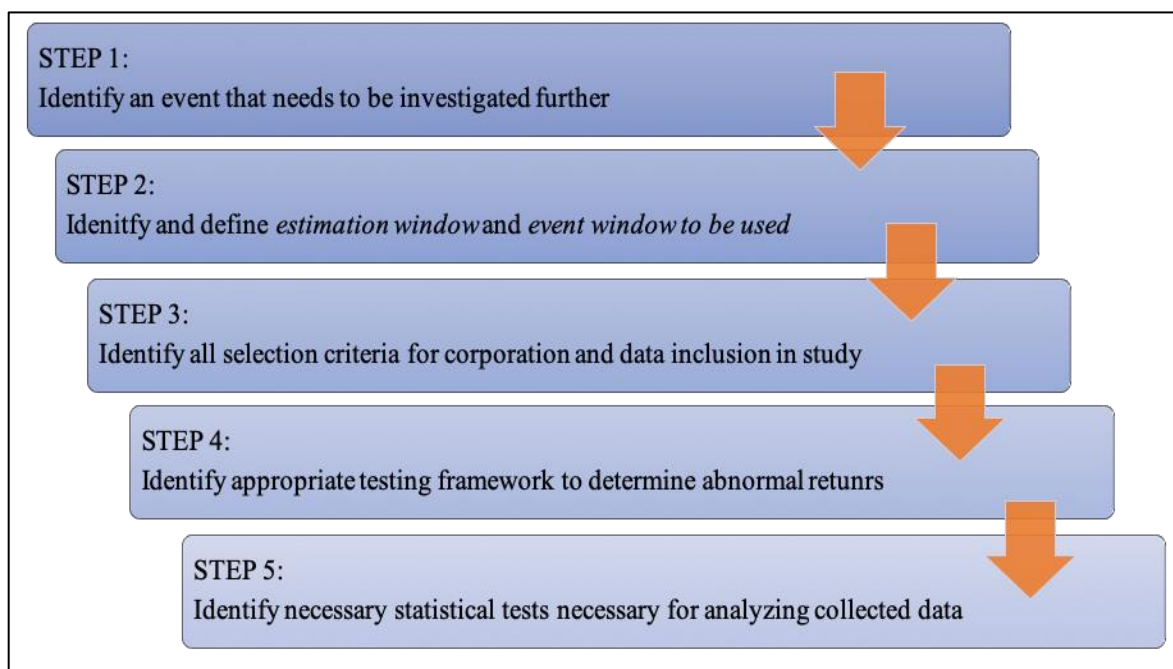 STEP 1:
Identify an event that needs to be investigated further
STEP 2:
Idenitfy and define estimation window and event window to be used
STEP 3:
Identify all selection criteria for corporation and data inclusion in study
STEP 4:
Identify appropriate testing framework to determine abnormal retunrs
STEP 5:
Identify necessary statistical tests necessary for analyzing collected data